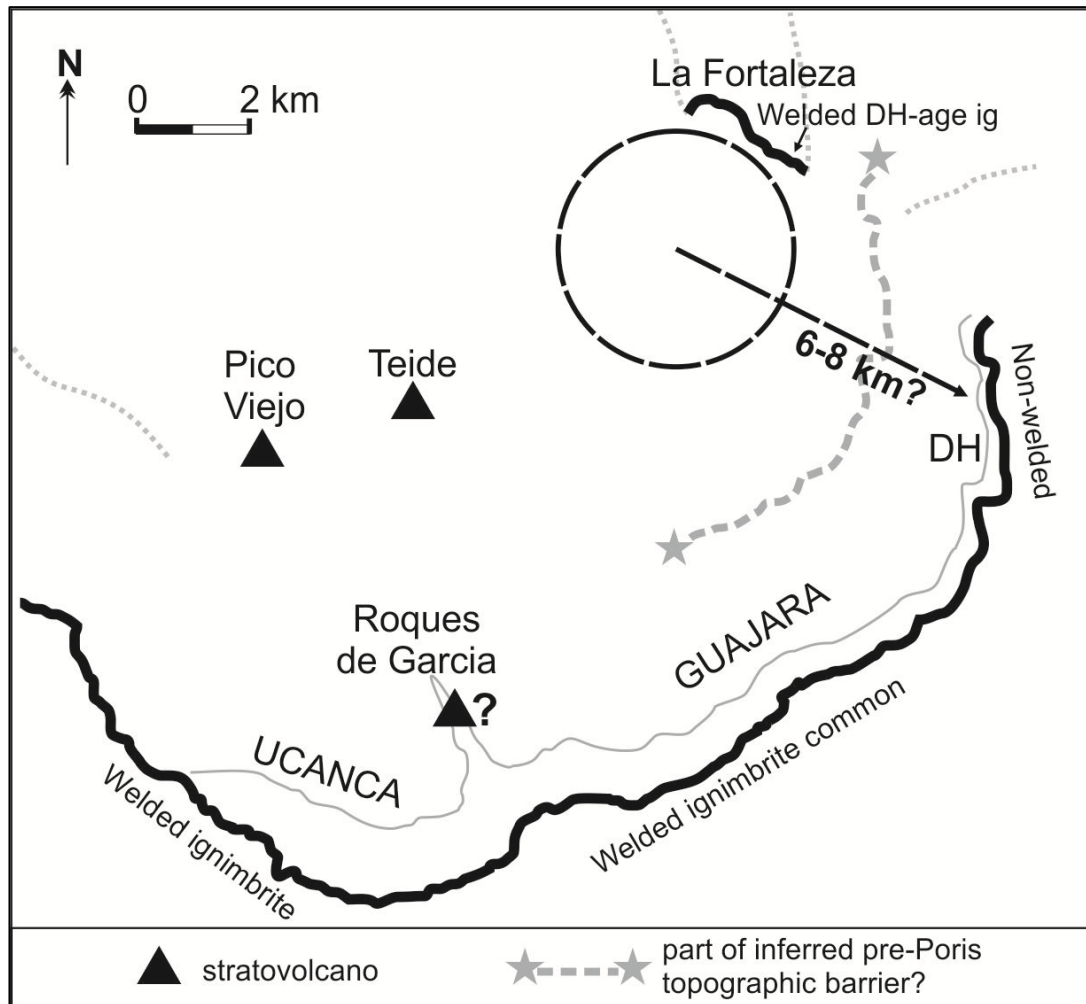 N
0 2 km
La Fortaleza
Welded DH-age ig
6-8 km?
Pico
Viejo
Teide
DH
Non-welded
Roques
de Garcia
?
GUAJARA
UCANCA
Welded ignimbrite
Welded ignimbrite common
stratovolcano
part of inferred pre-Poris
topographic barrier?